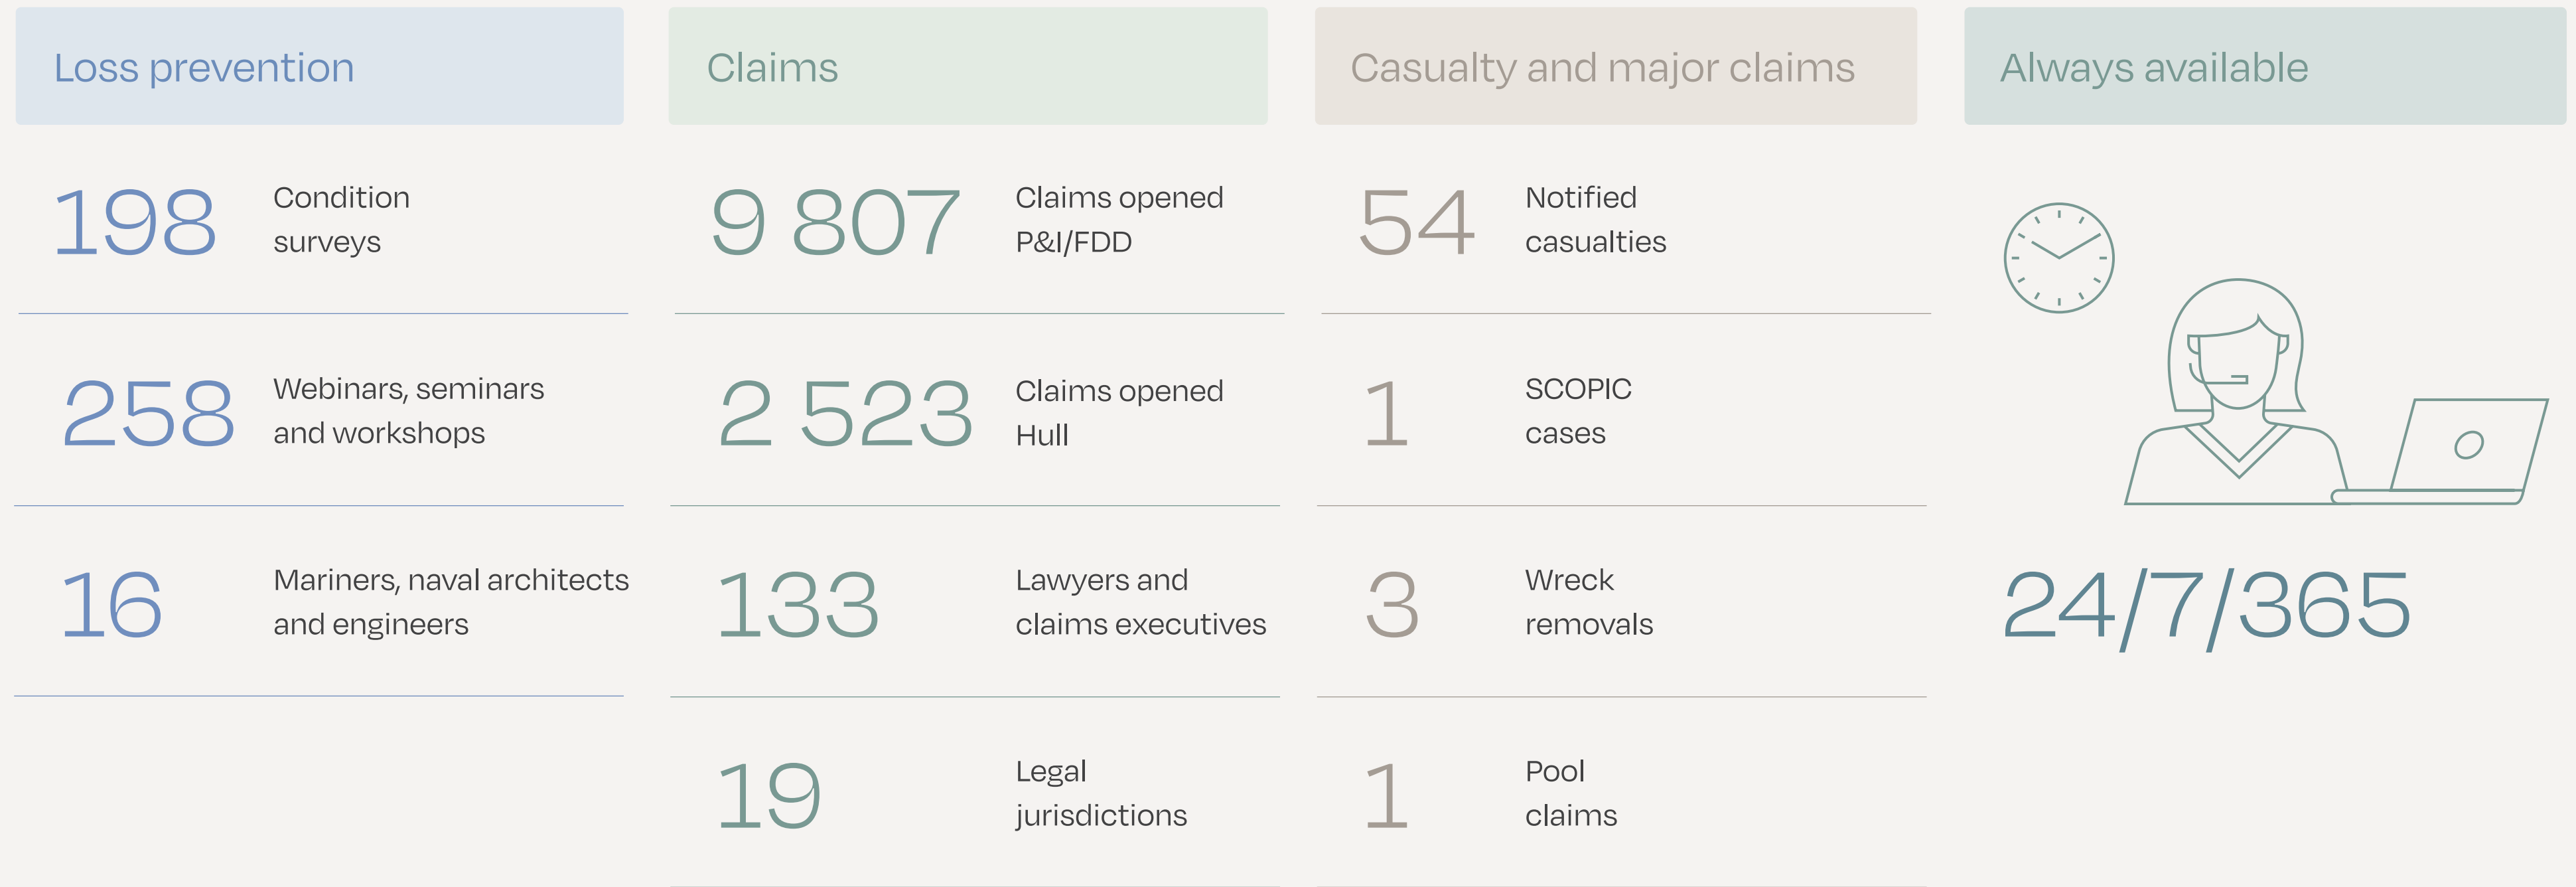 Loss prevention
198
Condition
surveys
258
Webinars, seminars
and workshops
16
Mariners, naval architects
and engineers
Claims
9 807
Claims opened
P&I/FDD
2 523
Claims opened
Hull
133
Lawyers and
claims executives
19
Legal
jurisdictions
Casualty and major claims
54
Notified
casualties
1
SCOPIC
cases
3
Wreck
removals
1
Pool
claims
Always available
24/7/365